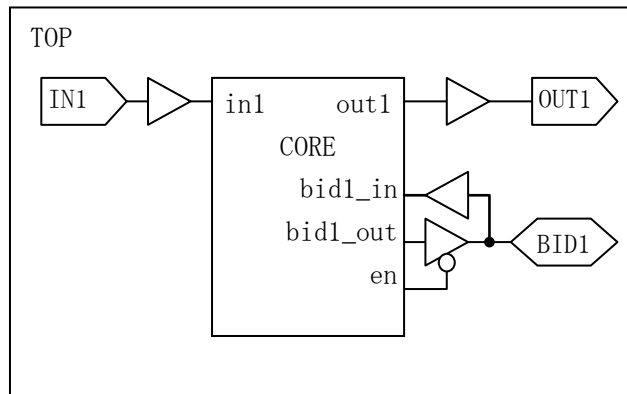 TOP
IN1
in1
out1
OUT1
CORE
bid1_in
bid1_out
BID1
en